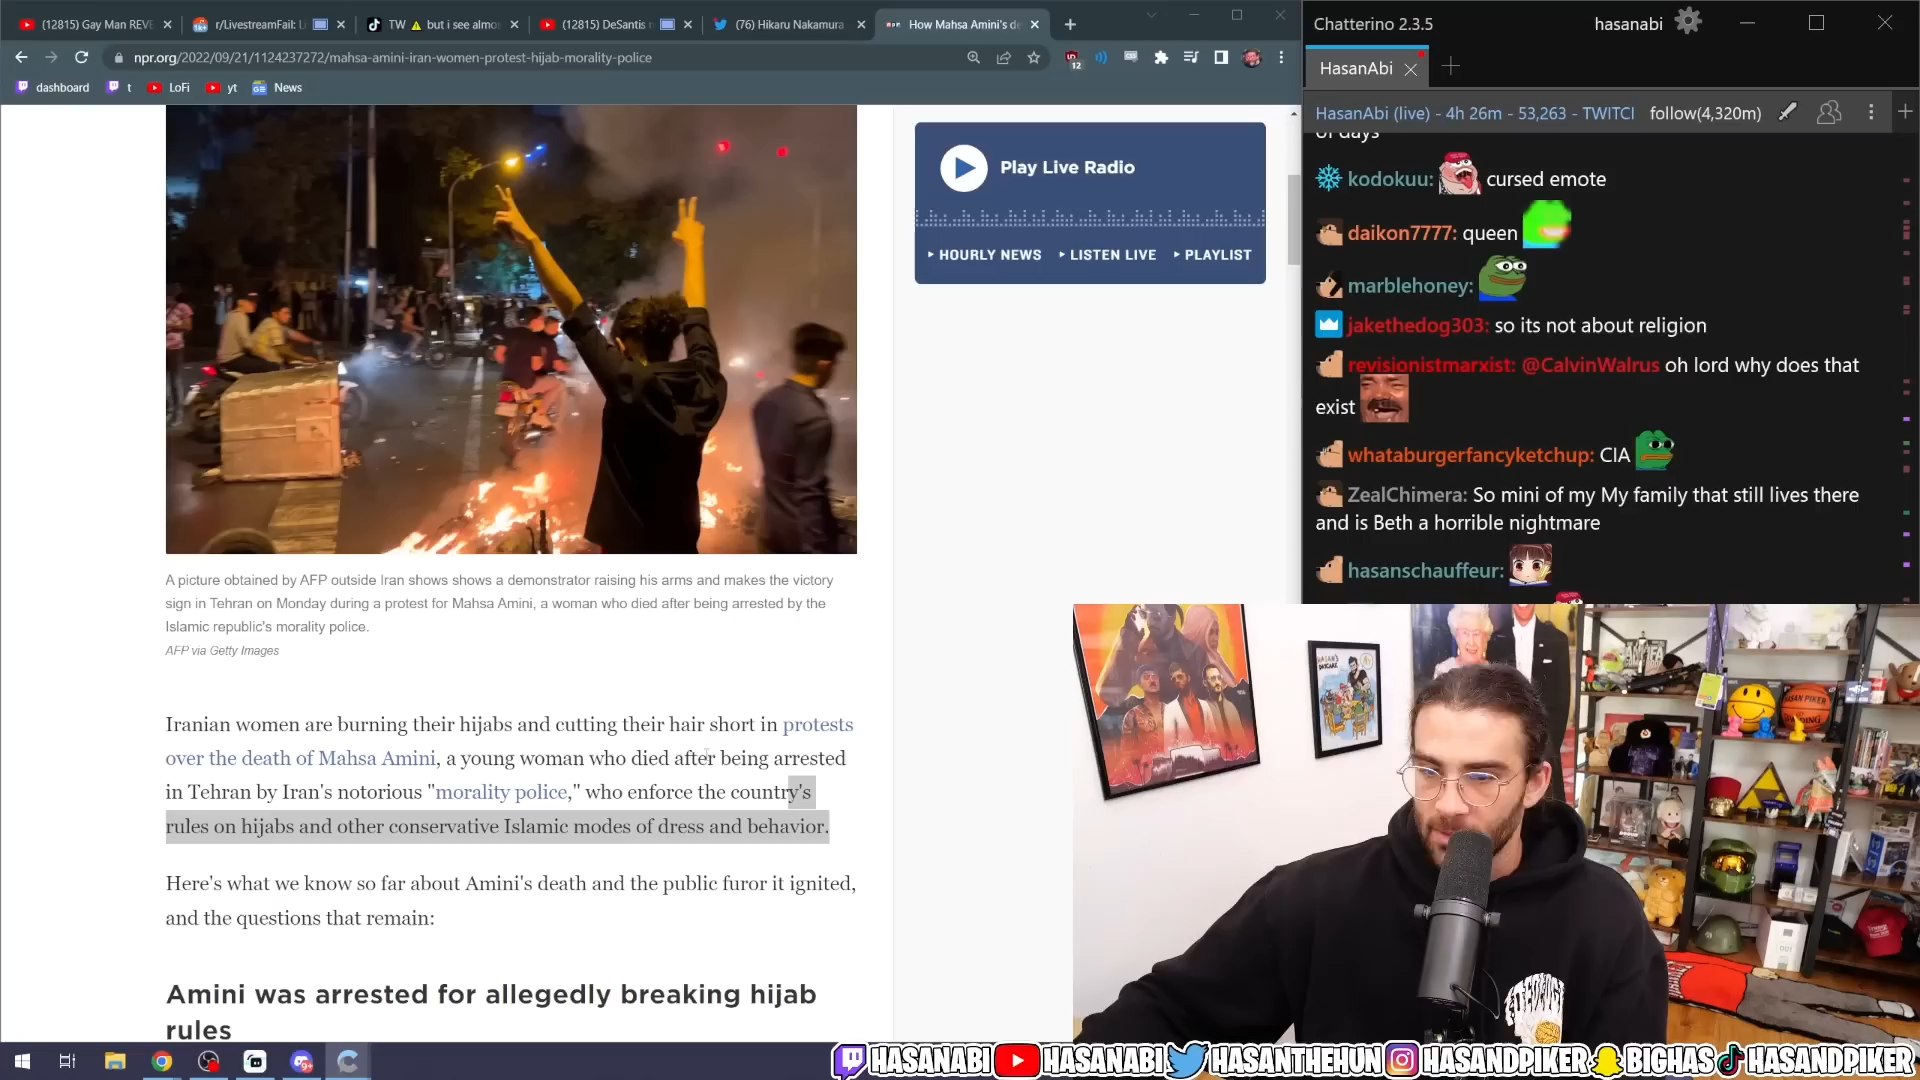 (12815) Gay Man REVE
r/LivestreamFail: L
TW ⚠ but i see almo
(12815) DeSantis r
(76) Hikaru Nakamura
How Mahsa Amini's d
npr.org/2022/09/21/1124237272/mahsa-amini-iran-women-protest-hijab-morality-police
12
dashboard
t
LoFi
yt
News
Play Live Radio
HOURLY NEWS
LISTEN LIVE
PLAYLIST
A picture obtained by AFP outside Iran shows shows a demonstrator raising his arms and makes the victory
sign in Tehran on Monday during a protest for Mahsa Amini, a woman who died after being arrested by the
Islamic republic's morality police.
AFP via Getty Images
Iranian women are burning their hijabs and cutting their hair short in protests
over the death of Mahsa Amini, a young woman who died after being arrested
in Tehran by Iran's notorious "morality police," who enforce the country's
rules on hijabs and other conservative Islamic modes of dress and behavior.
Here's what we know so far about Amini's death and the public furor it ignited,
and the questions that remain:
Amini was arrested for allegedly breaking hijab
rules
Chatterino 2.3.5
hasanabi
HasanAbi
HasanAbi (live) - 4h 26m - 53,263 - TWITCI
follow(4,320m)
of days
kodokuu: cursed emote
daikon7777: queen
marblehoney:
jakethedog303: so its not about religion
revisionistmarxist: @CalvinWalrus oh lord why does that
exist
whataburgerfancyketchup: CIA
ZealChimera: So mini of my My family that still lives there
and is Beth a horrible nightmare
hasanschauffeur:
HASANABI
HASANABI
HASANTHEHUN
HASANDPIKER
BIGHAS
HASANDPIKER